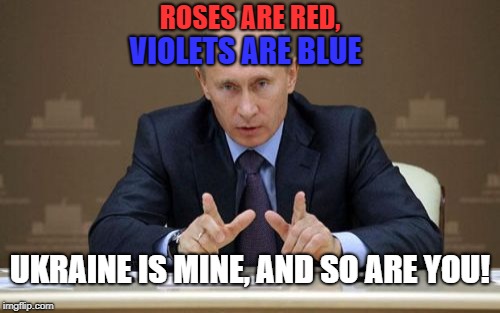 ROSES ARE RED,
VIOLETS ARE BLUE
UKRAINE IS MINE, AND SO ARE YOU!
imgflip.com